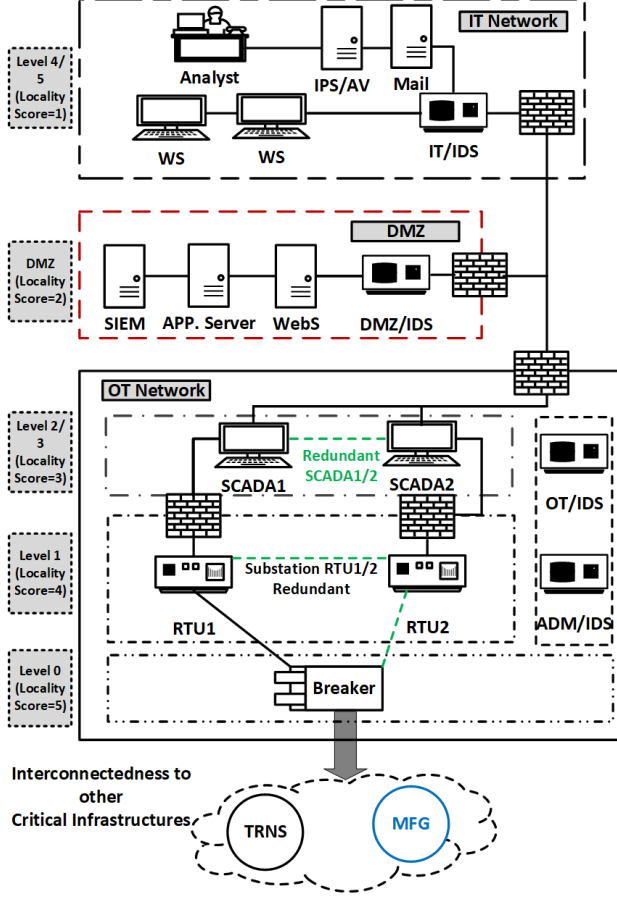 IT Network
Level 4/
5
(Locality
Score=1)
Analyst
IPS/AV
Mail
WS
WS
IT/IDS
DMZ
DMZ
(Locality
Score=2)
SIEM
APP. Server
WebS
DMZ/IDS
OT Network
Level 2/
3
(Locality
Score=3)
Redundant
SCADA1/2
SCADA1
SCADA2
OT/IDS
Level 1
(Locality
Score=4)
Substation RTU1/2
Redundant
RTU1
RTU2
ADM/IDS
Level 0
(Locality
Score=5)
Breaker
Interconnectedness to
other
Critical Infrastructures
TRNS
MFG